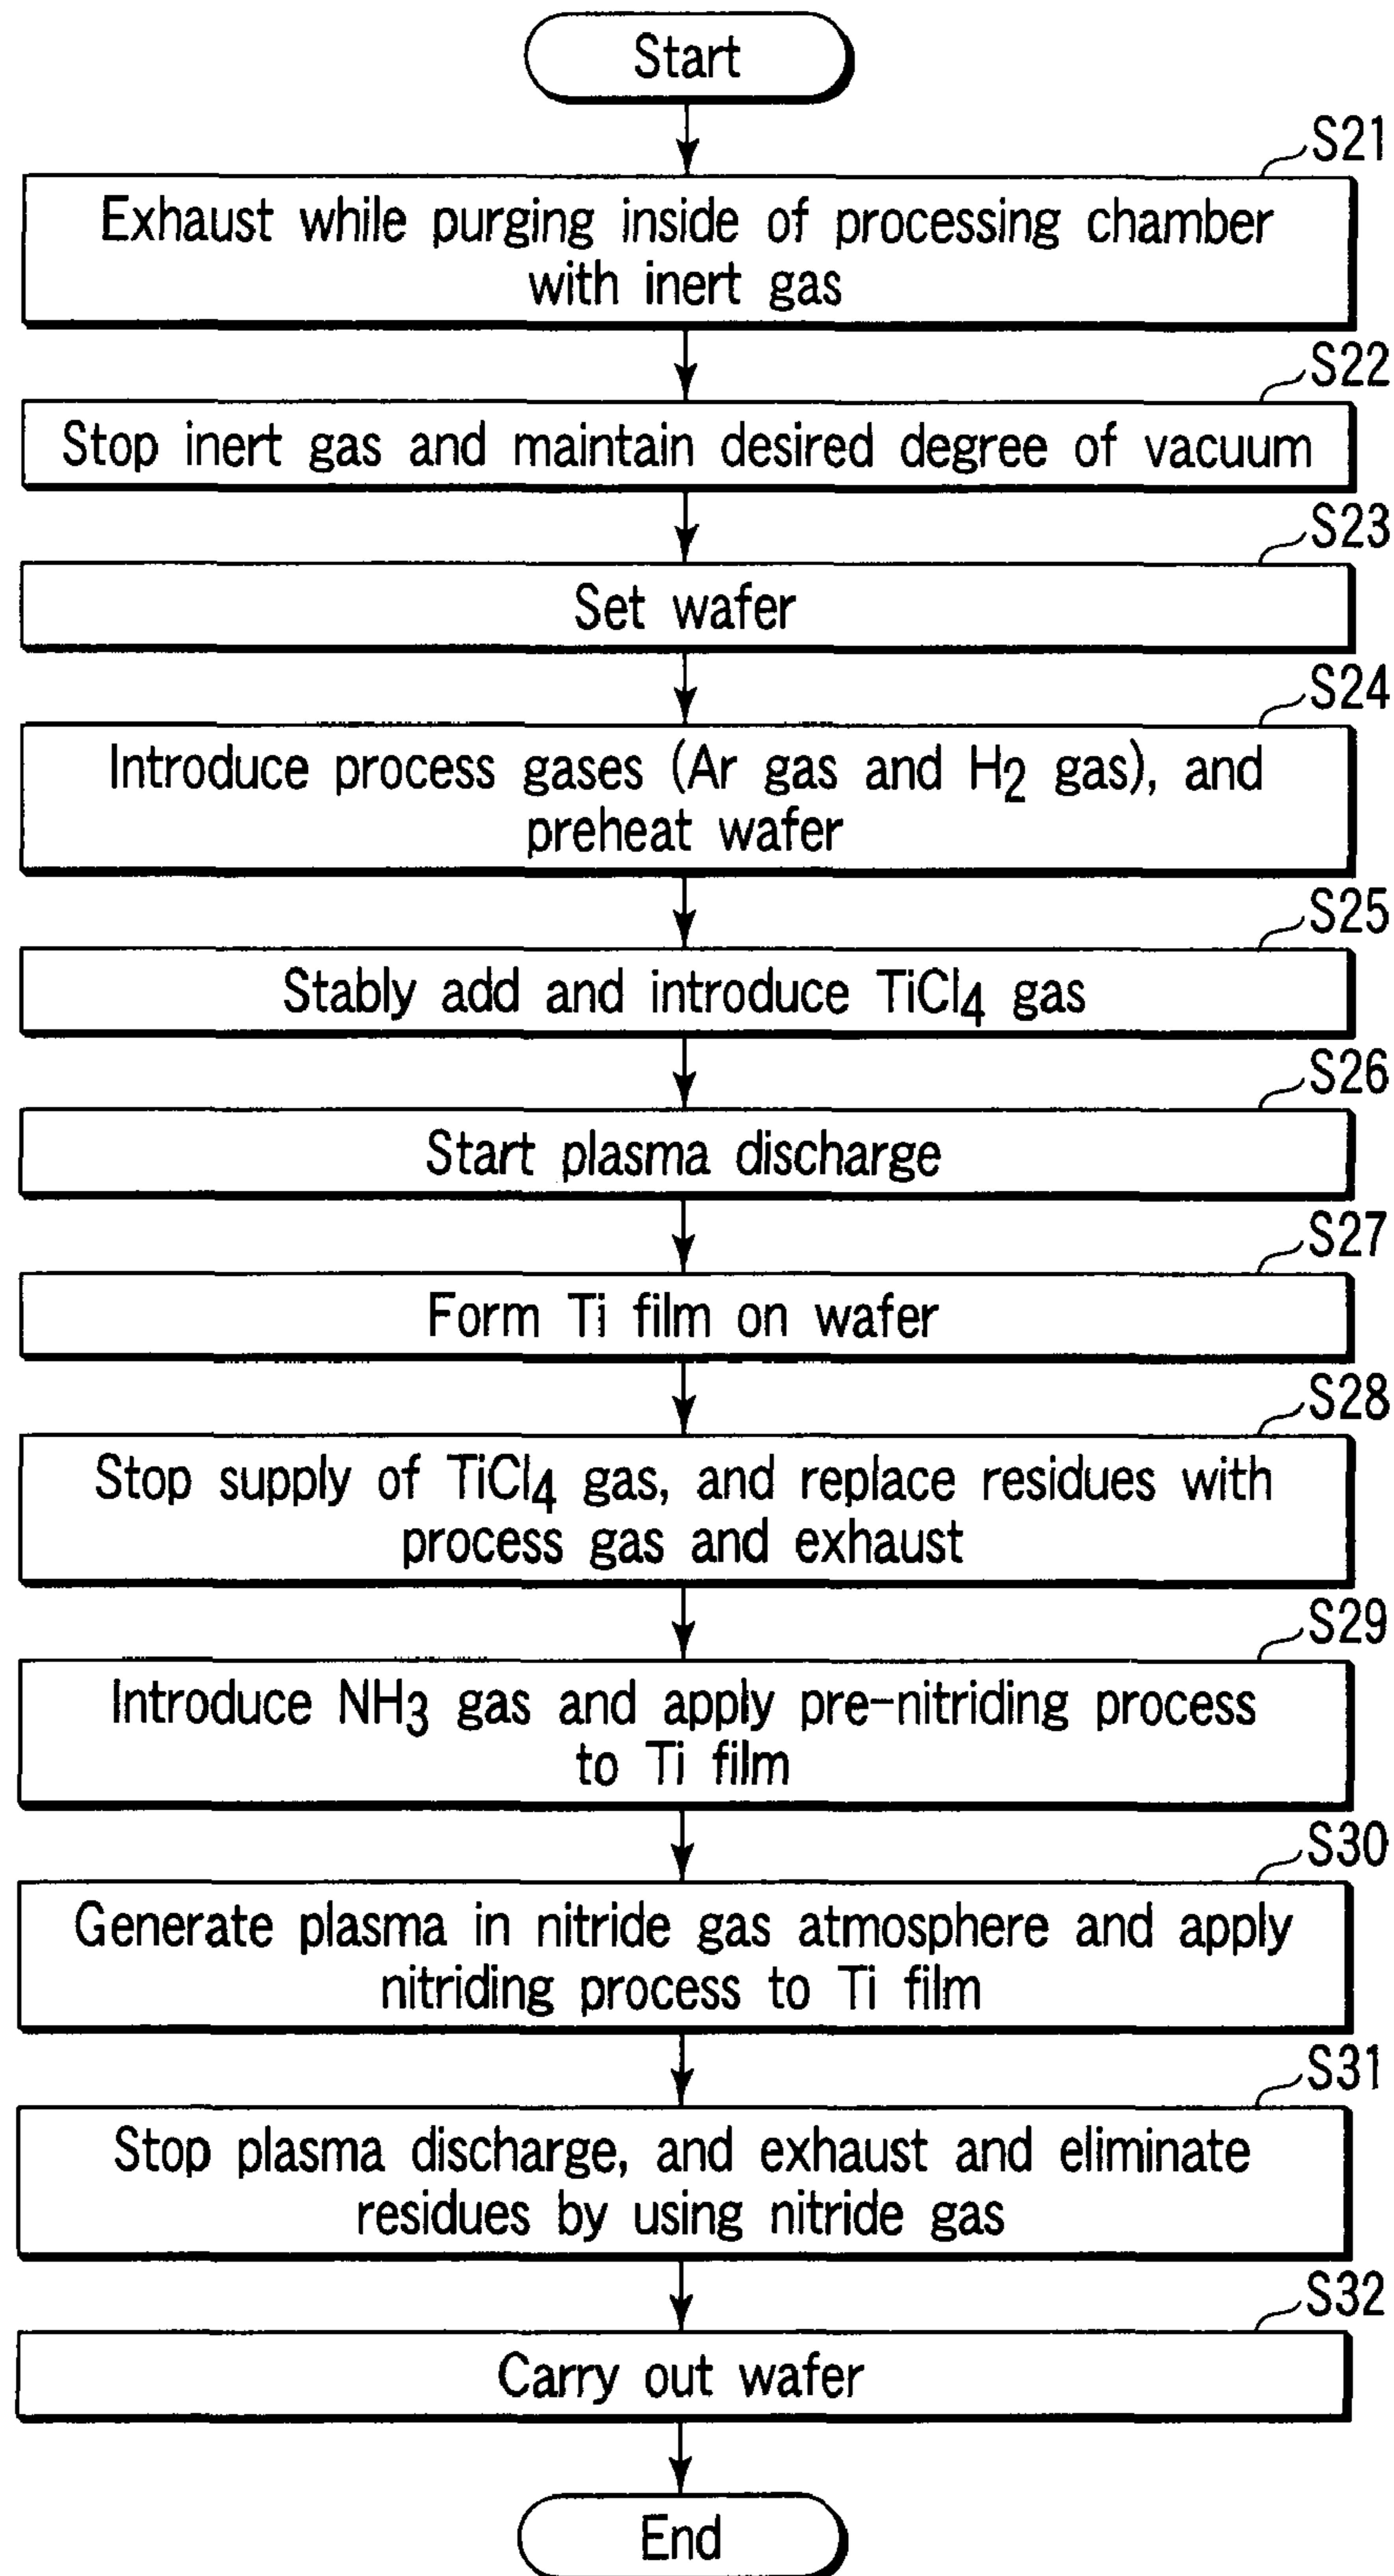 Start
S21
Exhaust while purging inside of processing chamber
with inert gas
S22
Stop inert gas and maintain desired degree of vacuum
S23
Set wafer
S24
Introduce process gases (Ar gas and H2 gas), and
preheat wafer
S25
Stably add and introduce TiCl4 gas
S26
Start plasma discharge
S27
Form Ti film on wafer
S28
Stop supply of TiCl4 gas, and replace residues with
process gas and exhaust
S29
Introduce NH3 gas and apply pre-nitriding process
to Ti film
S30
Generate plasma in nitride gas atmosphere and apply
nitriding process to Ti film
S31
Stop plasma discharge, and exhaust and eliminate
residues by using nitride gas
S32
Carry out wafer
End